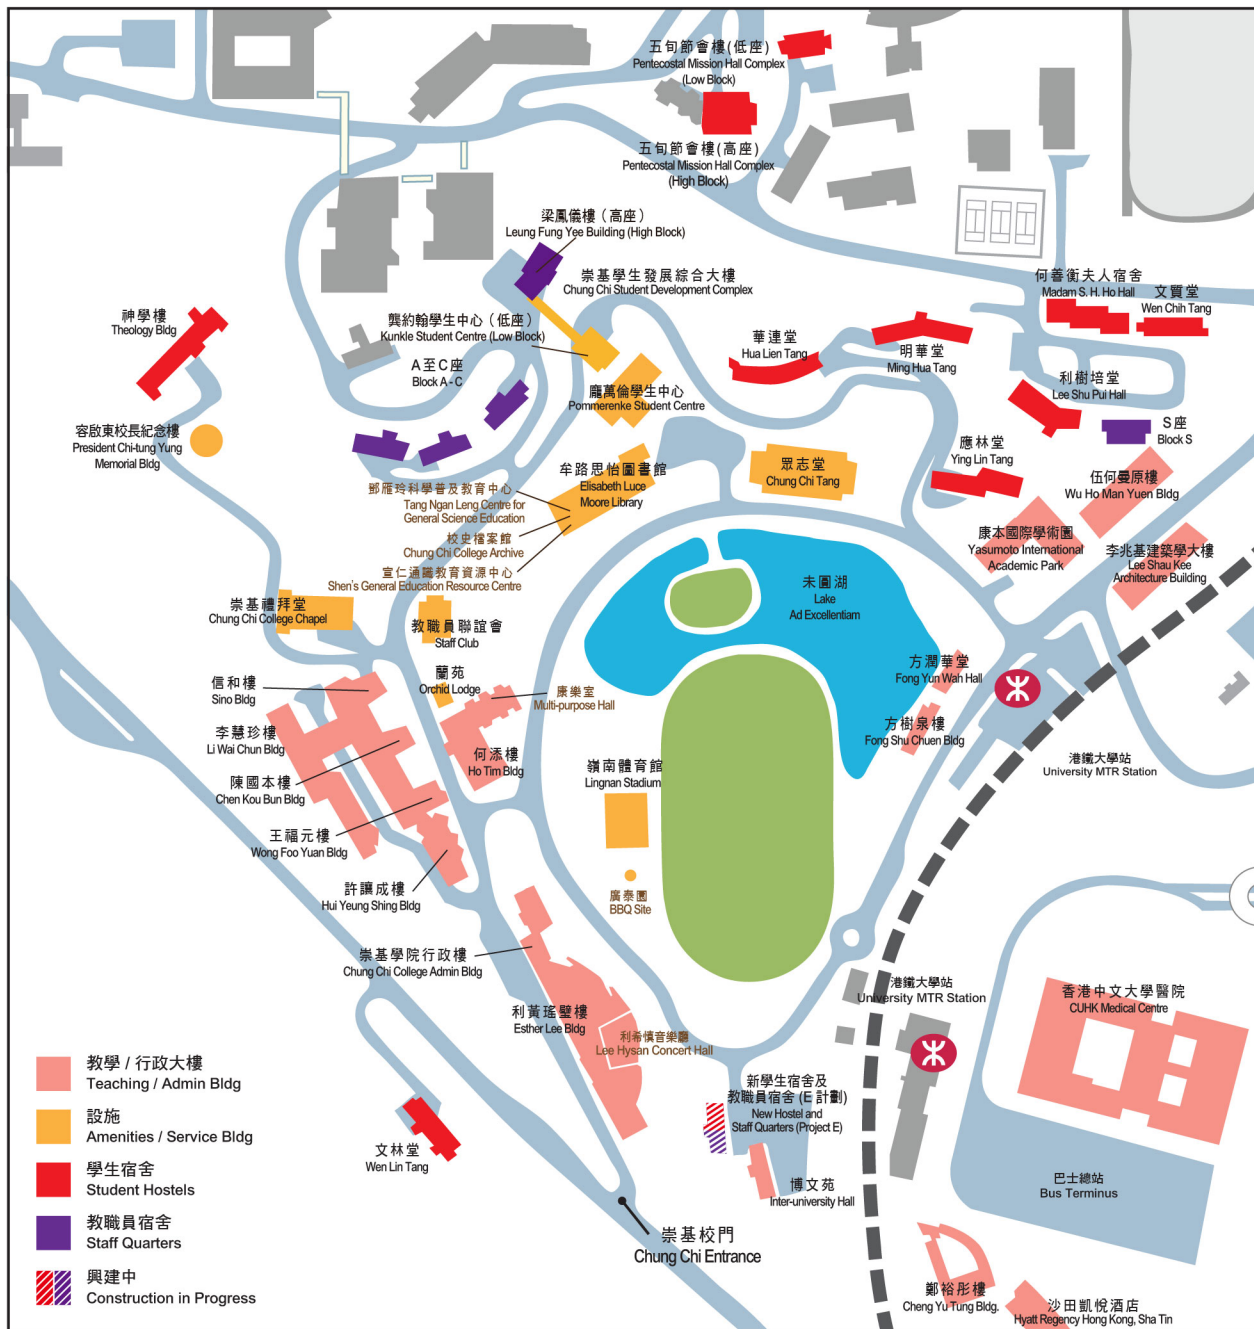 五旬節會樓(低座)
Pentecostal Mission Hall Complex
(Low Block)
五旬節會樓(高座)
Pentecostal Mission Hall Complex
(High Block)
梁鳳儀樓（高座）
Leung Fung Yee Building (High Block)
崇基學生發展綜合大樓
Chung Chi Student Development Complex
何善衡夫人宿舍
Madam S. H. Ho Hall
文質堂
Wen Chih Tang
神學樓
Theology Bldg
龔約翰學生中心（低座）
Kunkle Student Centre (Low Block)
A至C座
Block A - C
華連堂
Hua Lien Tang
明華堂
Ming Hua Tang
利樹培堂
Lee Shu Pui Hall
龐萬倫學生中心
Pommerenke Student Centre
容啟東校長紀念樓
President Chi-tung Yung
Memorial Bldg
S座
Block S
應林堂
Ying Lin Tang
伍何曼原樓
Wu Ho Man Yuen Bldg
牟路思怡圖書館
Elisabeth Luce
Moore Library
眾志堂
Chung Chi Tang
鄧雁玲科學普及教育中心
Tang Ngan Leng Centre for
General Science Education
校史檔案館
Chung Chi College Archive
宣仁通識教育資源中心
Shen's General Education Resource Centre
康本國際學術園
Yasumoto International
Academic Park
李兆基建築學大樓
Lee Shau Kee
Architecture Building
未圓湖
Lake
Ad Excellentiam
崇基禮拜堂
Chung Chi College Chapel
教職員聯誼會
Staff Club
方潤華堂
Fong Yun Wah Hall
信和樓
Sino Bldg
蘭苑
Orchid Lodge
康樂室
Multi-purpose Hall
李慧珍樓
Li Wai Chun Bldg
方樹泉樓
Fong Shu Chuen Bldg
何添樓
Ho Tim Bldg
嶺南體育館
Lingnan Stadium
港鐵大學站
University MTR Station
陳國本樓
Chen Kou Bun Bldg
王福元樓
Wong Foo Yuan Bldg
許讓成樓
Hui Yeung Shing Bldg
廣泰園
BBQ Site
崇基學院行政樓
Chung Chi College Admin Bldg
港鐵大學站
University MTR Station
香港中文大學醫院
CUHK Medical Centre
利黃瑤璧樓
Esther Lee Bldg
利希慎音樂廳
Lee Hysan Concert Hall
新學生宿舍及
教職員宿舍 (E 計劃)
New Hostel and
Staff Quarters (Project E)
文林堂
Wen Lin Tang
博文苑
Inter-university Hall
巴士總站
Bus Terminus
崇基校門
Chung Chi Entrance
鄭裕彤樓
Cheng Yu Tung Bldg.
沙田凱悅酒店
Hyatt Regency Hong Kong, Sha Tin
教學 / 行政大樓
Teaching / Admin Bldg
設施
Amenities / Service Bldg
學生宿舍
Student Hostels
教職員宿舍
Staff Quarters
興建中
Construction in Progress